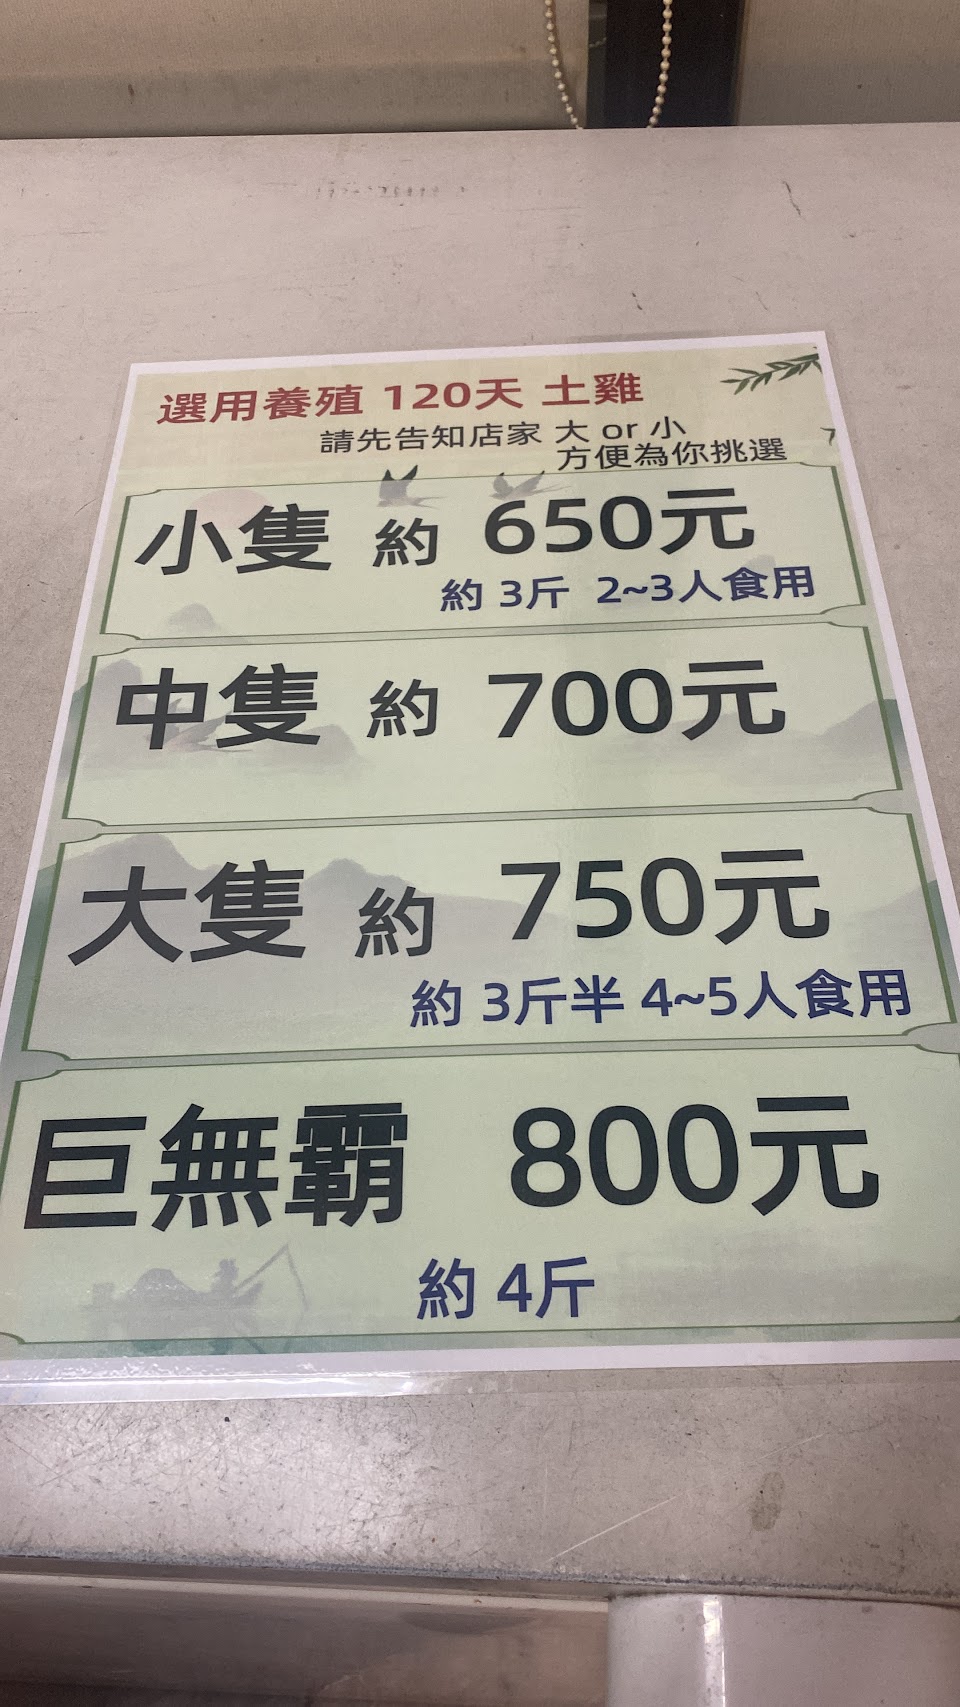 選用養殖 120天 土雞
請先告知店家 大 or 小
方便為你挑選
小隻 約 650元
約 3斤 2~3人食用
中隻 約 700元
大隻 約 750元
約 3斤半 4~5人食用
巨無霸 800元
約 4斤